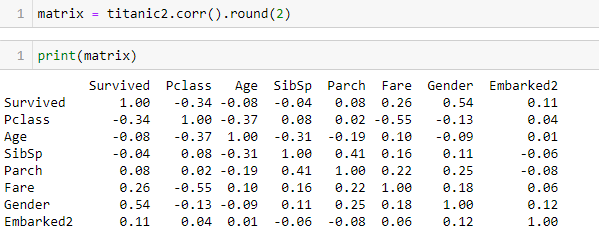 1 matrix = titanic2.corr().round(2)
1 print(matrix)
Survived Pclass Age SibSp Parch Fare Gender Embarked2
Survived 1.00 -0.34 -0.08 -0.04 0.08 0.26 0.54 0.11
Pclass -0.34 1.00 -0.37 0.08 0.02 -0.55 -0.13 0.04
Age -0.08 -0.37 1.00 -0.31 -0.19 0.10 -0.09 0.01
SibSp -0.04 0.08 -0.31 1.00 0.41 0.16 0.11 -0.06
Parch 0.08 0.02 -0.19 0.41 1.00 0.22 0.25 -0.08
Fare 0.26 -0.55 0.10 0.16 0.22 1.00 0.18 0.06
Gender 0.54 -0.13 -0.09 0.11 0.25 0.18 1.00 0.12
Embarked2 0.11 0.04 0.01 -0.06 -0.08 0.06 0.12 1.00